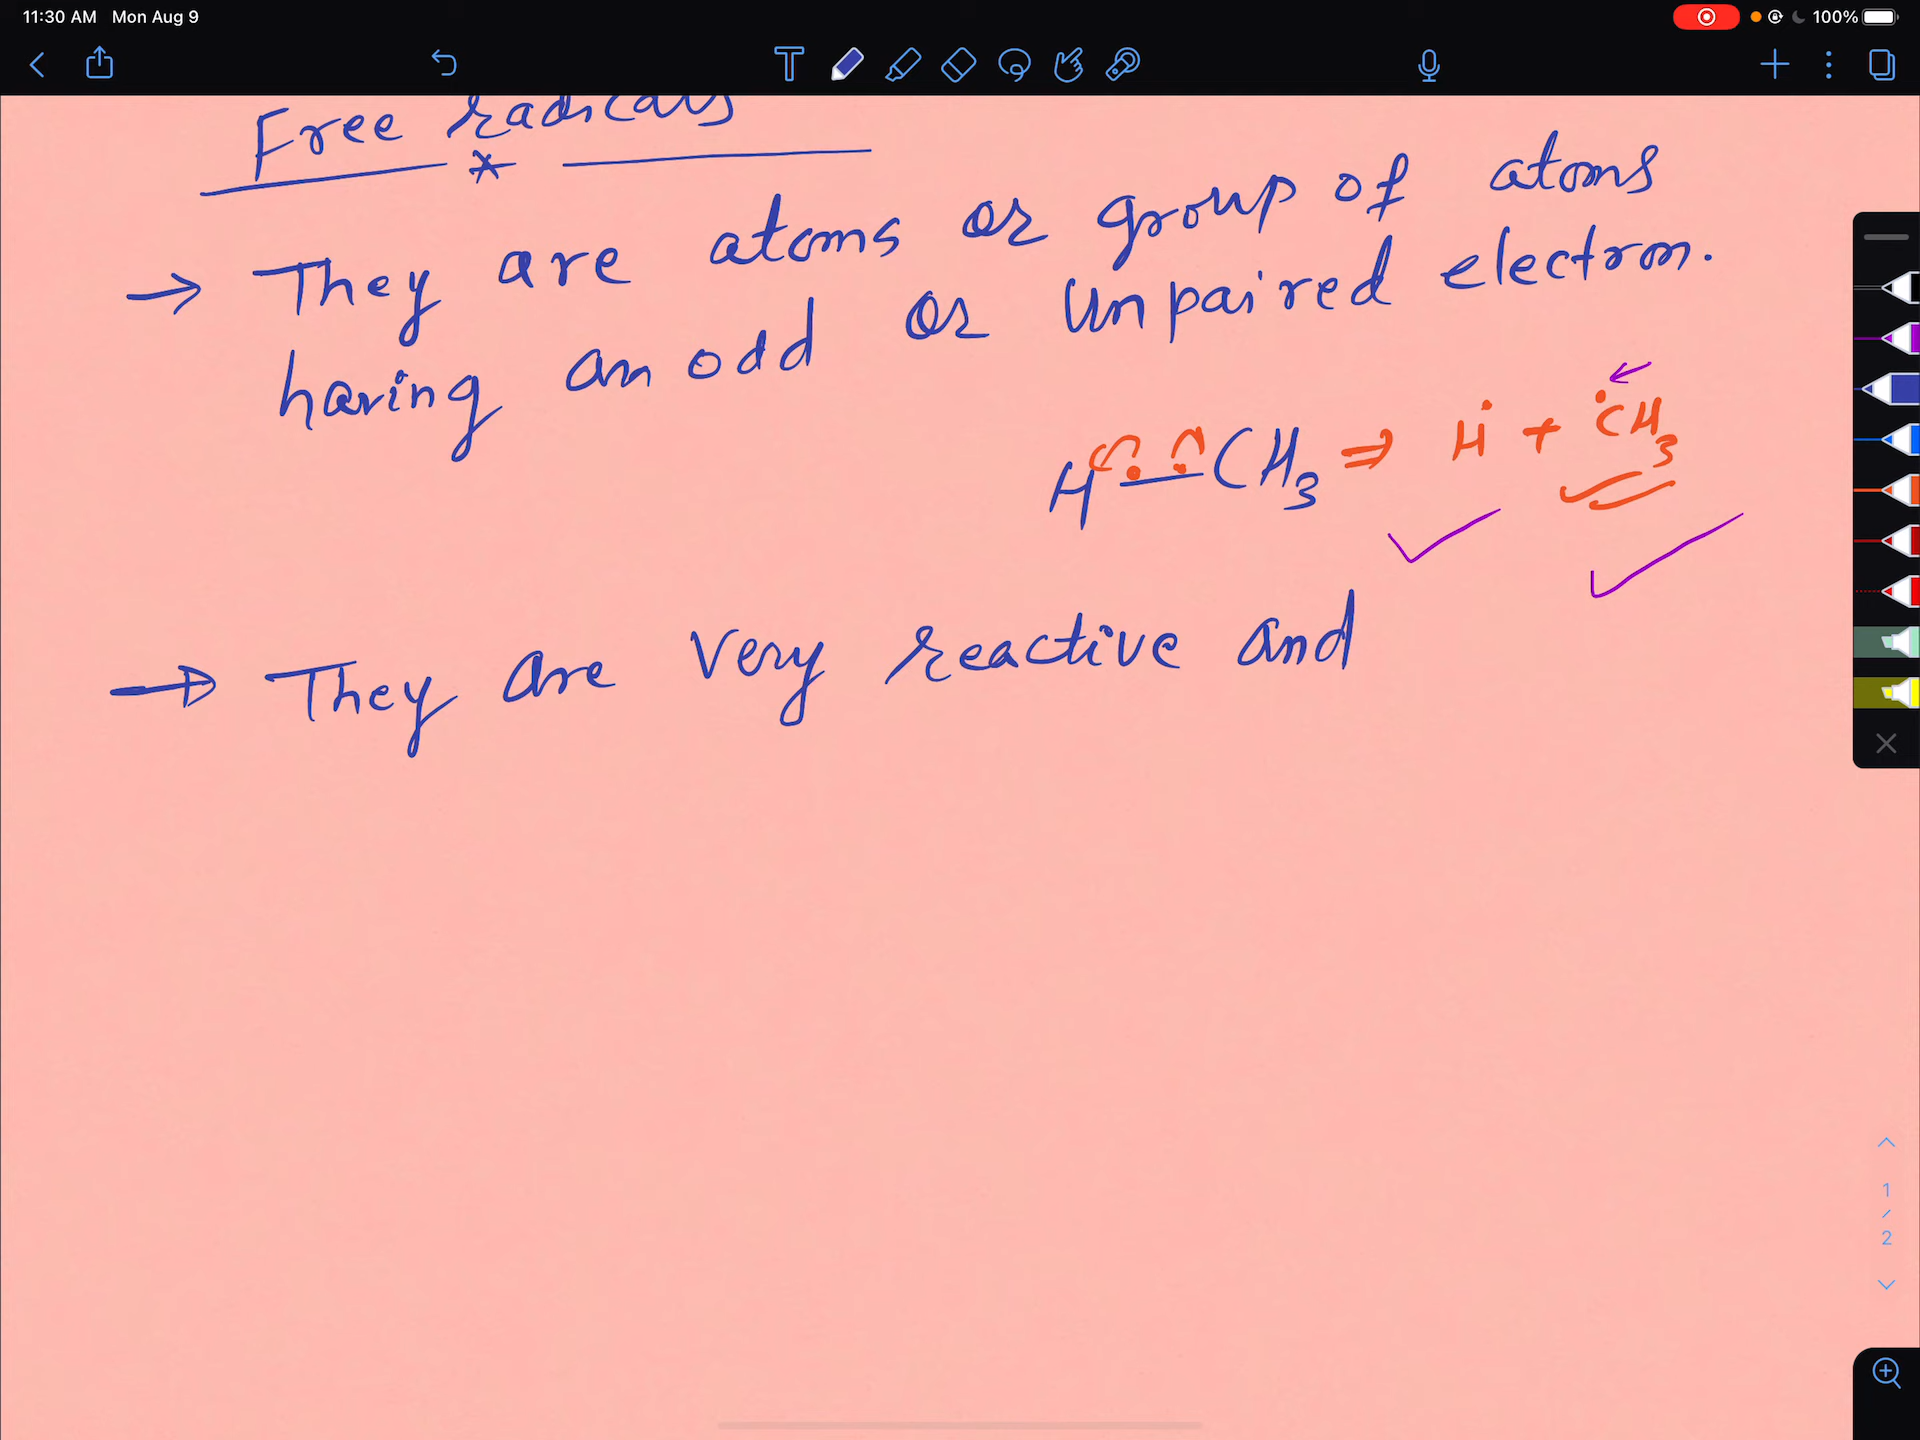 11:30 AM Mon Aug 9
100%
Free radicals
*
→ They are atoms or group of atoms
having an odd or unpaired electron.
H — CH₃ ⇒ Ḣ + ĊH₃
→ They are very reactive and
1
/
2